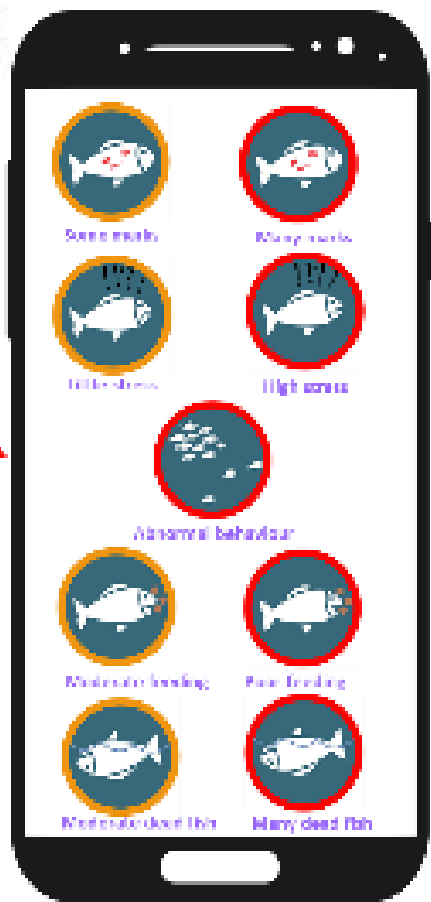 Some marks
Many marks
Little stress
High stress
Abnormal behaviour
Moderate feeding
Poor feeding
Moderate dead fish
Many dead fish